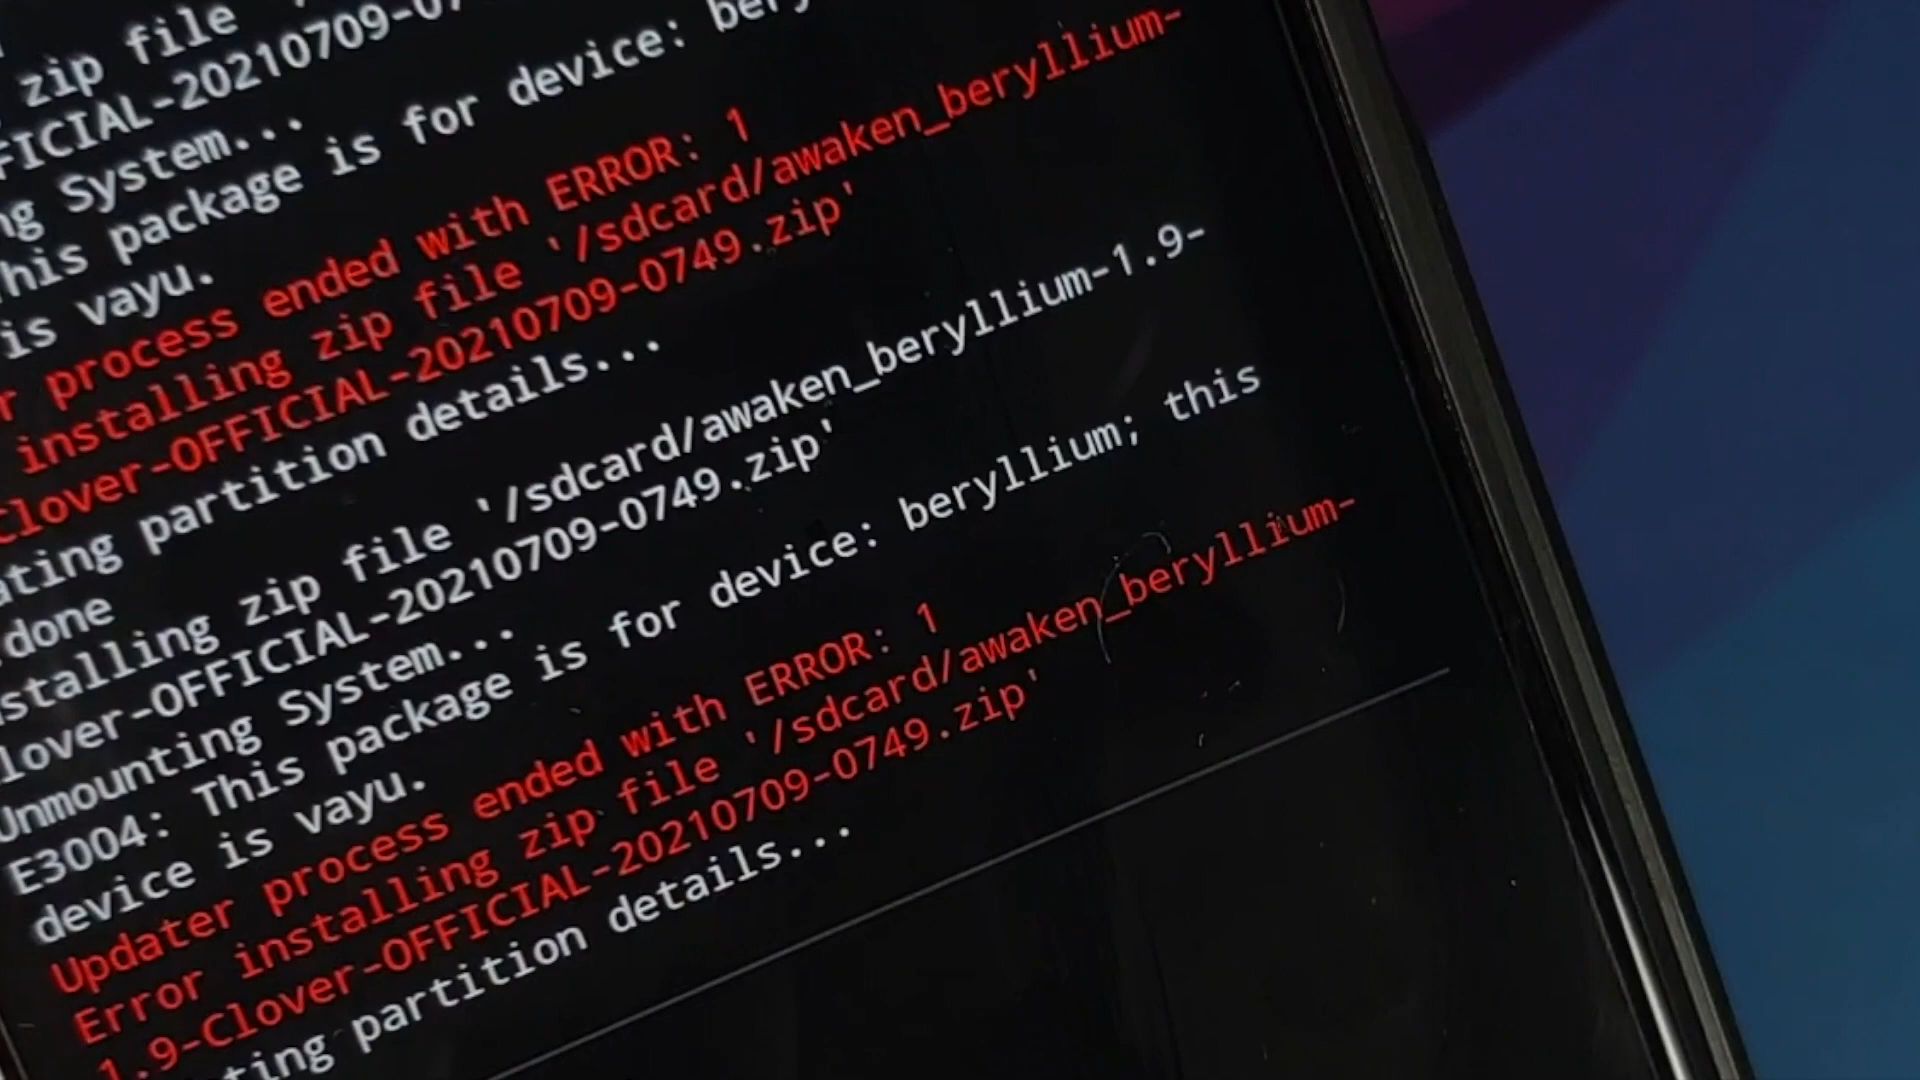 zip file
FICIAL-20210709-07
ng System...
his package is for device:
is vayu.
r process ended with ERROR: 1
installing zip file '/sdcard/awaken_beryllium-
Clover-OFFICIAL-20210709-0749.zip'
ating partition details...
.done
stalling zip file '/sdcard/awaken_beryllium-1.9-
lover-OFFICIAL-20210709-0749.zip'
Unmounting System...
E3004: This package is for device: beryllium; this
device is vayu.
Updater process ended with ERROR: 1
Error installing zip file '/sdcard/awaken_beryllium-
1.9-Clover-OFFICIAL-20210709-0749.zip'
ting partition details...